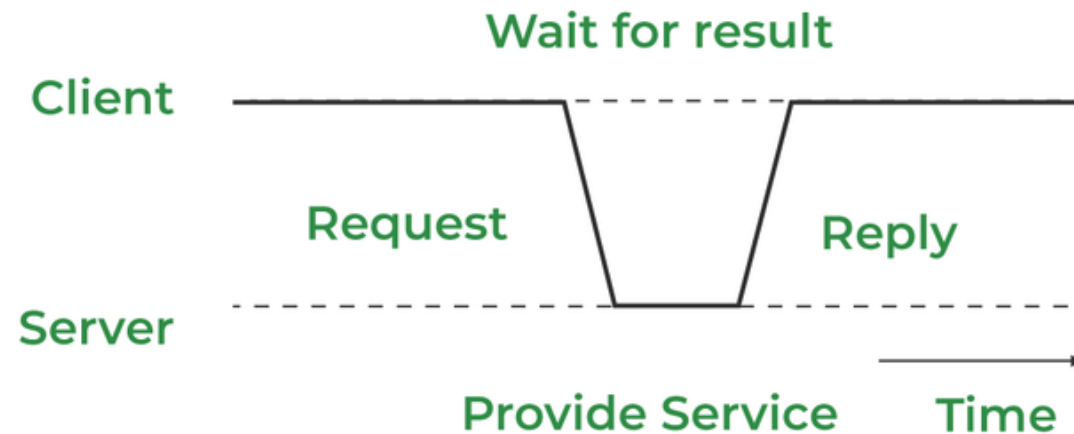 Wait for result
Client
Request
Reply
Server
Provide Service
Time